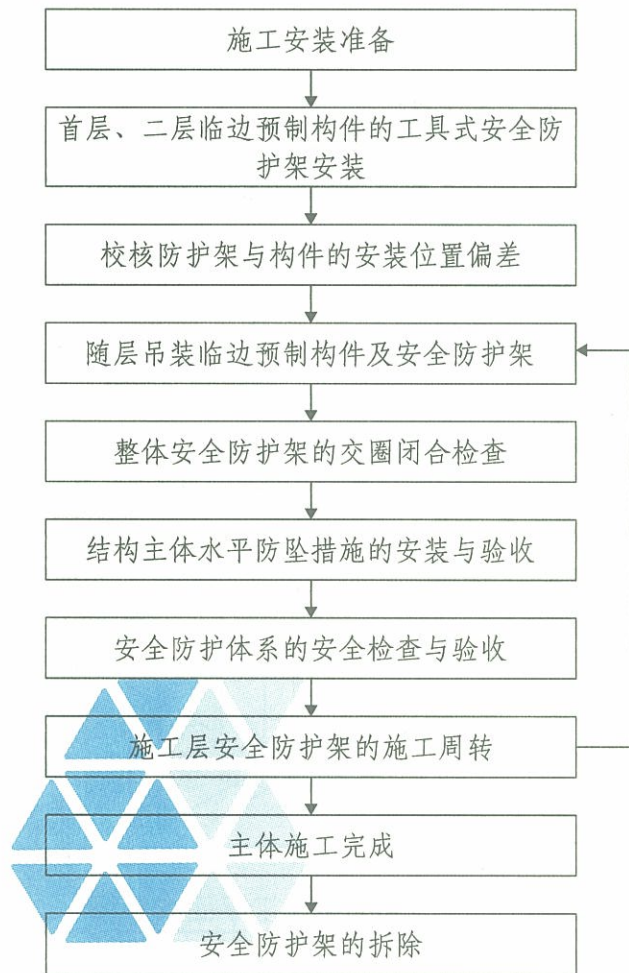 施工安装准备
首层、二层临边预制构件的工具式安全防
护架安装
校核防护架与构件的安装位置偏差
随层吊装临边预制构件及安全防护架
整体安全防护架的交圈闭合检查
结构主体水平防坠措施的安装与验收
安全防护体系的安全检查与验收
施工层安全防护架的施工周转
主体施工完成
安全防护架的拆除